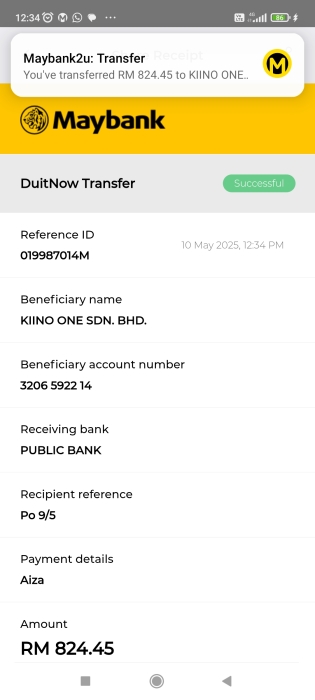 12:34
86
Maybank2u: Transfer
You've transferred RM 824.45 to KIINO ONE..
Receipt
Maybank
DuitNow Transfer
Successful
Reference ID
10 May 2025, 12:34 PM
019987014M
Beneficiary name
KIINO ONE SDN. BHD.
Beneficiary account number
3206 5922 14
Receiving bank
PUBLIC BANK
Recipient reference
Po 9/5
Payment details
Aiza
Amount
RM 824.45